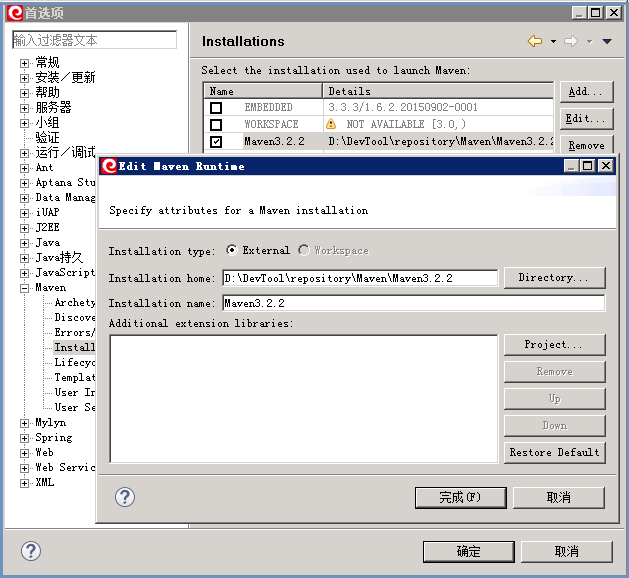 首选项
输入过滤器文本
常规
安装／更新
帮助
服务器
小组
验证
运行／调试
Ant
Aptana Stu
Data Manag
iUAP
J2EE
Java
Java持久
JavaScript
Maven
Archety
Discove
Errors/
Install
Lifecyc
Templat
User In
User Se
Mylyn
Spring
Web
Web Servic
XML
Installations
Select the installation used to launch Maven:
Name Details
EMBEDDED 3.3.3/1.6.2.20150902-0001
WORKSPACE NOT AVAILABLE [3.0,)
Maven3.2.2 D:\DevTool\repository\Maven\Maven3.2.2
Add...
Edit...
Remove
Edit Maven Runtime
Specify attributes for a Maven installation
Installation type: External Workspace
Installation home: D:\DevTool\repository\Maven\Maven3.2.2 Directory...
Installation name: Maven3.2.2
Additional extension libraries:
Project...
Remove
Up
Down
Restore Default
完成(F) 取消
确定 取消